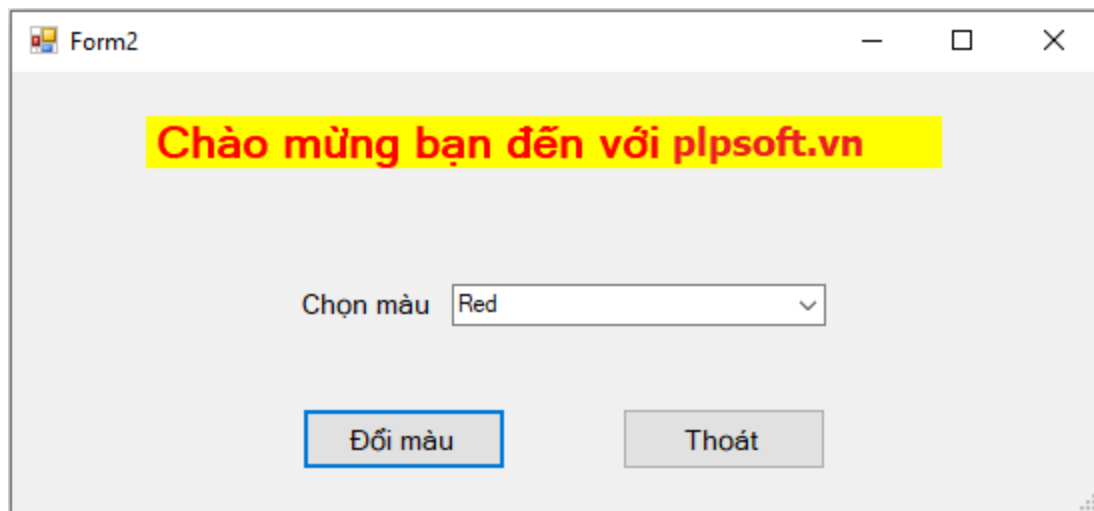 Form2
Chào mừng bạn đến với plpsoft.vn
Chọn màu Red
Đổi màu Thoát